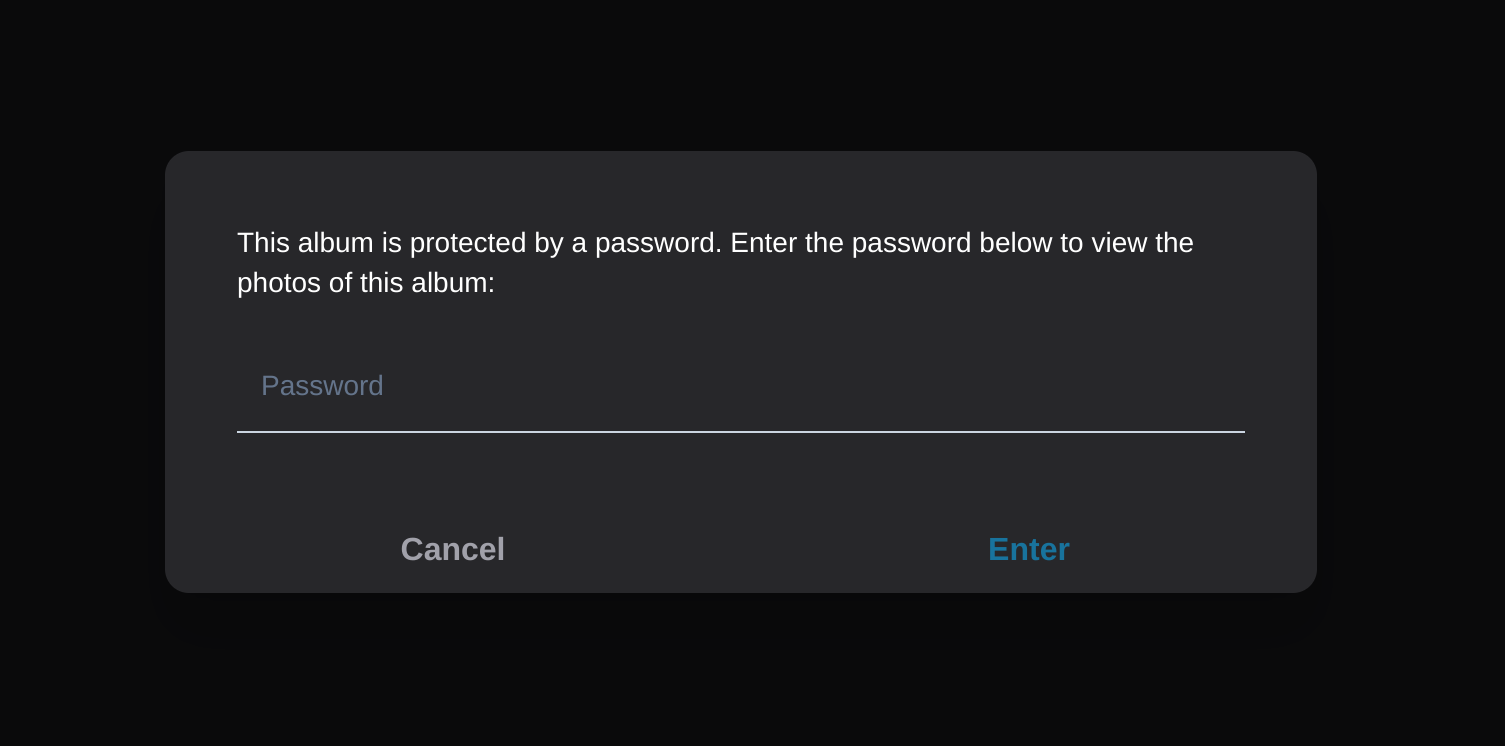 This album is protected by a password. Enter the password below to view the
photos of this album:
Password
Cancel
Enter